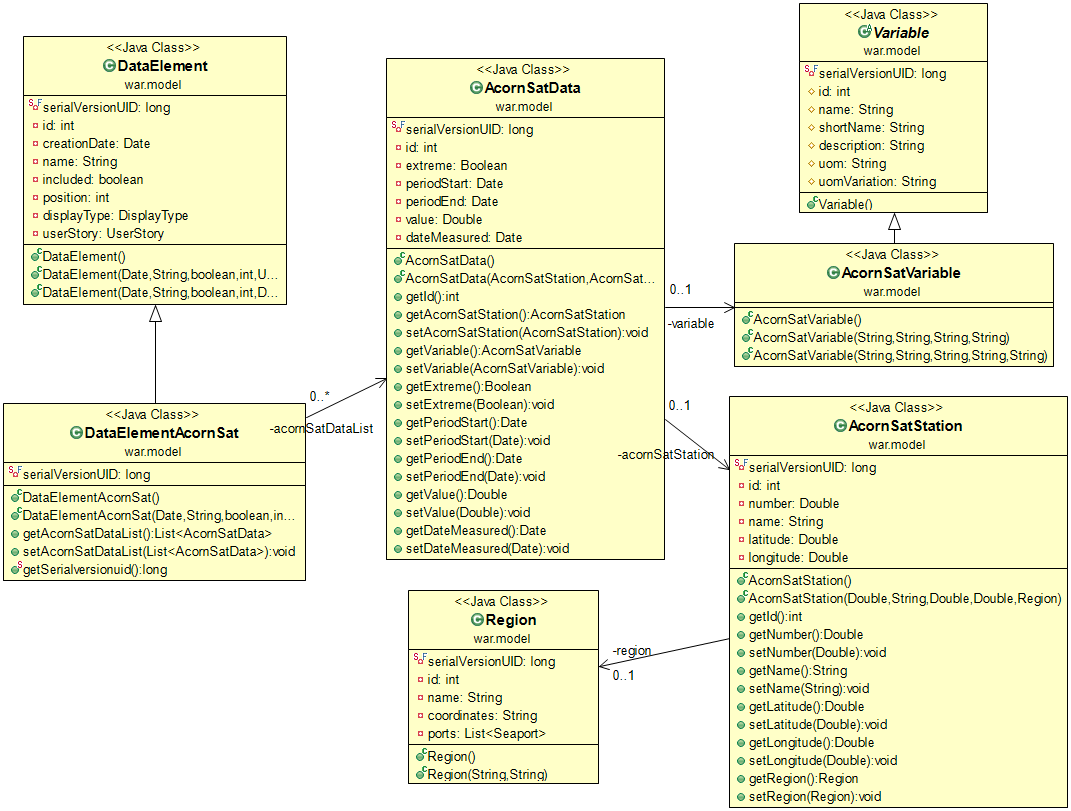 <<Java Class>>
DataElement
war.model
serialVersionUID: long
id: int
creationDate: Date
name: String
included: boolean
position: int
displayType: DisplayType
userStory: UserStory
DataElement()
DataElement(Date,String,boolean,int,U...
DataElement(Date,String,boolean,int,D...
<<Java Class>>
AcornSatData
war.model
serialVersionUID: long
id: int
extreme: Boolean
periodStart: Date
periodEnd: Date
value: Double
dateMeasured: Date
AcornSatData()
AcornSatData(AcornSatStation,AcornSat...
getId():int
getAcornSatStation():AcornSatStation
setAcornSatStation(AcornSatStation):void
getVariable():AcornSatVariable
setVariable(AcornSatVariable):void
getExtreme():Boolean
setExtreme(Boolean):void
getPeriodStart():Date
setPeriodStart(Date):void
getPeriodEnd():Date
setPeriodEnd(Date):void
getValue():Double
setValue(Double):void
getDateMeasured():Date
setDateMeasured(Date):void
<<Java Class>>
Variable
war.model
serialVersionUID: long
id: int
name: String
shortName: String
description: String
uom: String
uomVariation: String
Variable()
<<Java Class>>
AcornSatVariable
war.model
AcornSatVariable()
AcornSatVariable(String,String,String,String)
AcornSatVariable(String,String,String,String,String)
0..1
-variable
0..1
-acornSatStation
0..*
-acornSatDataList
<<Java Class>>
DataElementAcornSat
war.model
serialVersionUID: long
DataElementAcornSat()
DataElementAcornSat(Date,String,boolean,in...
getAcornSatDataList():List<AcornSatData>
setAcornSatDataList(List<AcornSatData>):void
getSerialversionuid():long
<<Java Class>>
AcornSatStation
war.model
serialVersionUID: long
id: int
number: Double
name: String
latitude: Double
longitude: Double
AcornSatStation()
AcornSatStation(Double,String,Double,Double,Region)
getId():int
getNumber():Double
setNumber(Double):void
getName():String
setName(String):void
getLatitude():Double
setLatitude(Double):void
getLongitude():Double
setLongitude(Double):void
getRegion():Region
setRegion(Region):void
-region
0..1
<<Java Class>>
Region
war.model
serialVersionUID: long
id: int
name: String
coordinates: String
ports: List<Seaport>
Region()
Region(String,String)